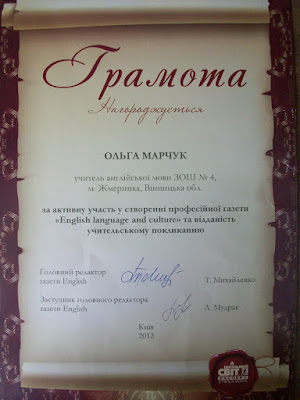 Грамота
Нагороджується
ОЛЬГА МАРЧУК
учитель англійської мови ЗОШ № 4,
м. Жмеринка, Вінницька обл.
за активну участь у створенні професійної газети
«English language and culture» та відданість
учительському покликанню
Головний редактор
газети English
Т. Михайленко
Заступник головного редактора
газети English
Л. Мудрак
Київ
2012
СВІТ